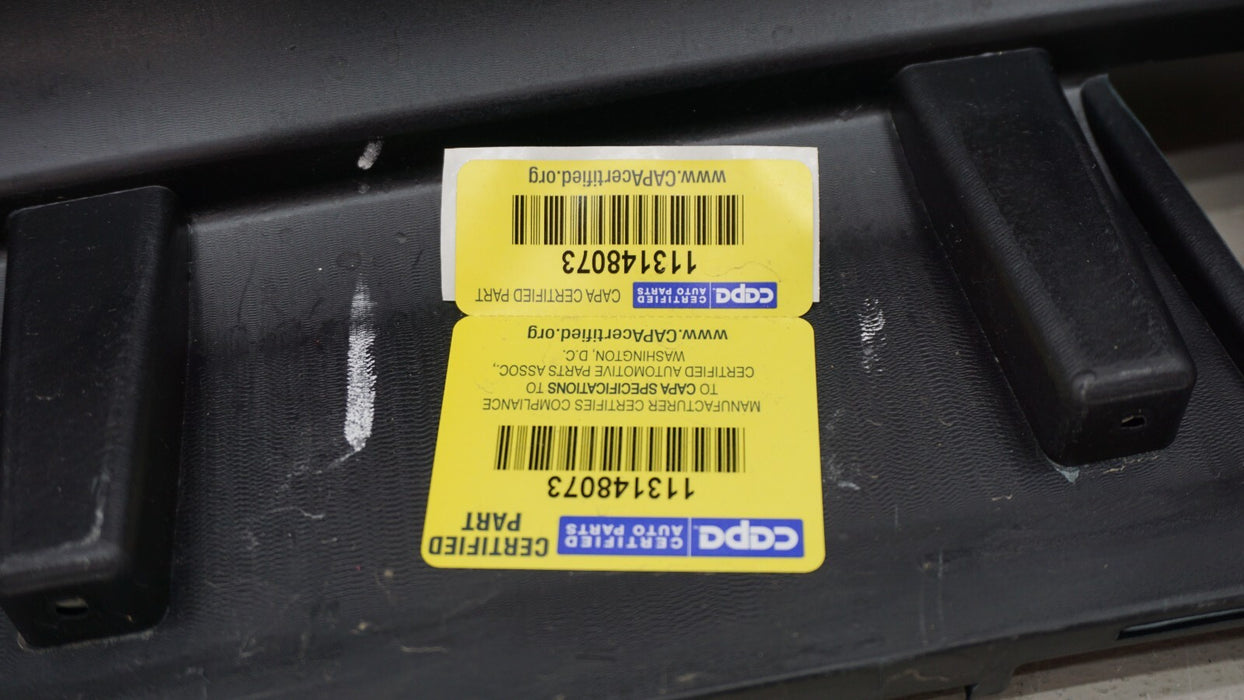 capa CERTIFIED AUTO PARTS CERTIFIED PART
113148073
MANUFACTURER CERTIFIES COMPLIANCE
TO CAPA SPECIFICATIONS TO
CERTIFIED AUTOMOTIVE PARTS ASSOC.,
WASHINGTON, D.C.
www.CAPAcertified.org
capa CERTIFIED AUTO PARTS CAPA CERTIFIED PART
113148073
www.CAPAcertified.org